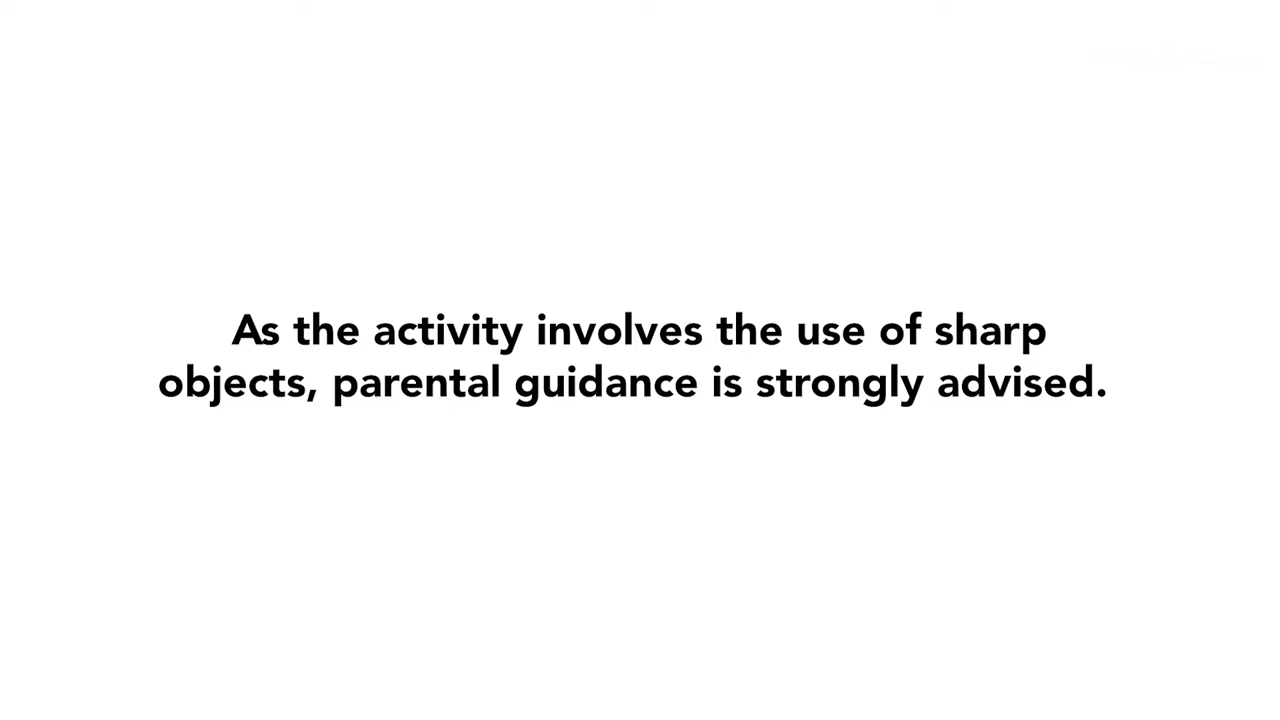 As the activity involves the use of sharp
objects, parental guidance is strongly advised.